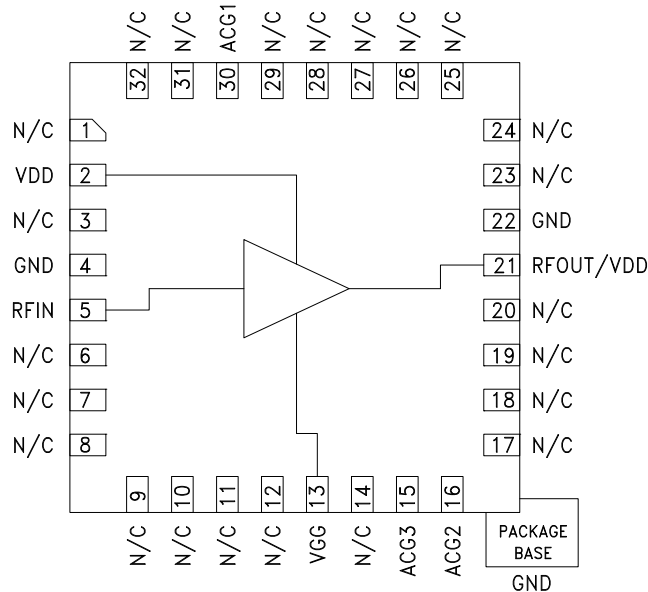 N/C N/C ACG1 N/C N/C N/C N/C N/C
32 31 30 29 28 27 26 25
N/C 1 24 N/C
VDD 2 23 N/C
N/C 3 22 GND
GND 4 21 RFOUT/VDD
RFIN 5 20 N/C
N/C 6 19 N/C
N/C 7 18 N/C
N/C 8 17 N/C
9 10 11 12 13 14 15 16
N/C N/C N/C N/C VGG N/C ACG3 ACG2
PACKAGE
BASE
GND